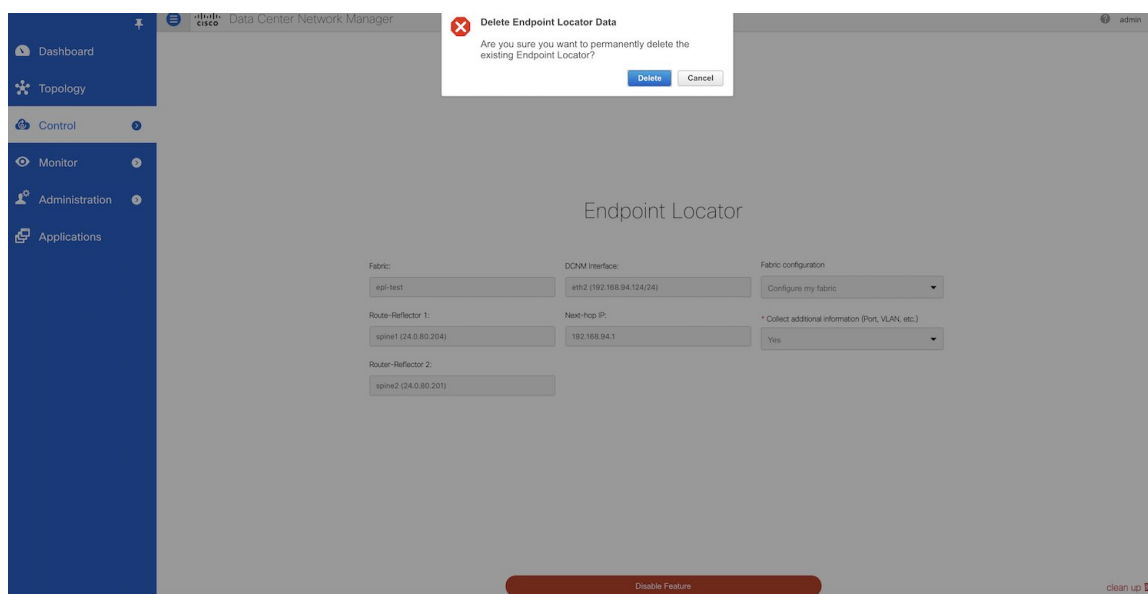 Delete Endpoint Locator Data
Are you sure you want to permanently delete the
existing Endpoint Locator?
Delete Cancel
cisco Data Center Network Manager
admin
Dashboard
Topology
Control
Monitor
Administration
Applications
Endpoint Locator
Fabric: DCNM Interface: Fabric configuration
epl-test eth2 (192.168.94.124/24) Configure my fabric
Route-Reflector 1: Next-hop IP: * Collect additional information (Port, VLAN, etc.)
spine1 (24.0.80.204) 192.168.94.1 Yes
Router-Reflector 2:
spine2 (24.0.80.201)
Disable Feature
clean up